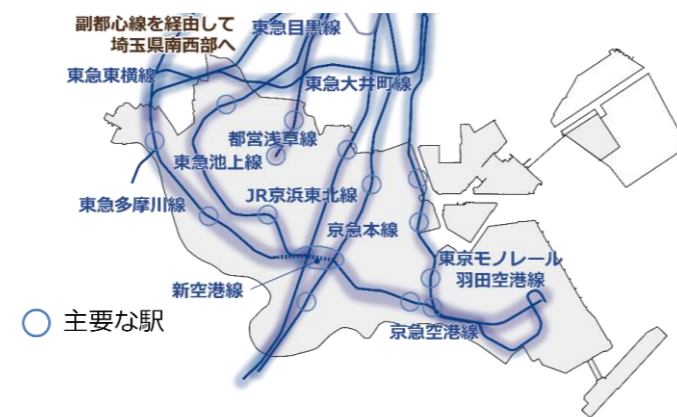 副都心線を経由して
埼玉県南西部へ
東急目黒線
東急東横線
東急大井町線
都営浅草線
東急池上線
JR京浜東北線
東急多摩川線
京急本線
東京モノレール
羽田空港線
新空港線
京急空港線
主要な駅